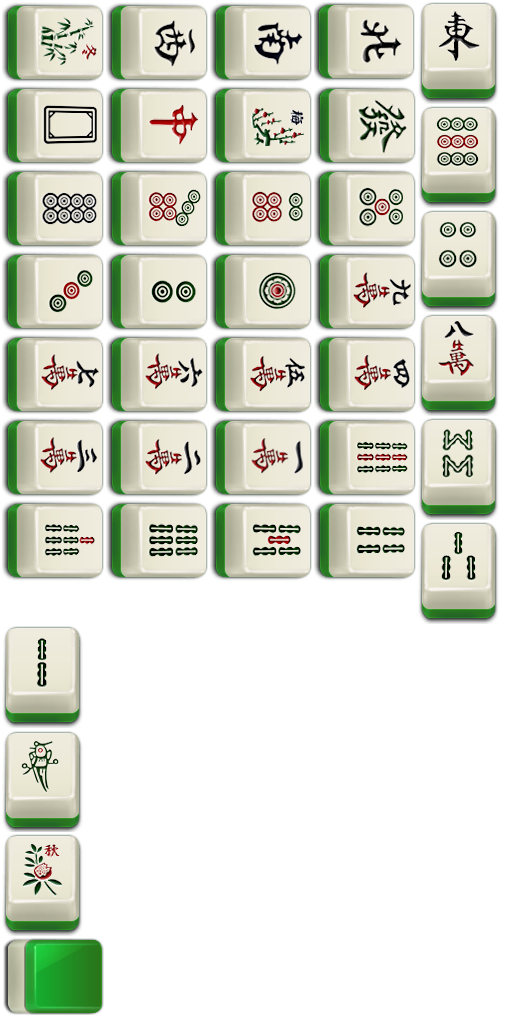 冬
西
南
北
東
中
梅
發
九萬
八萬
七萬
六萬
伍萬
四萬
三萬
二萬
一萬
秋